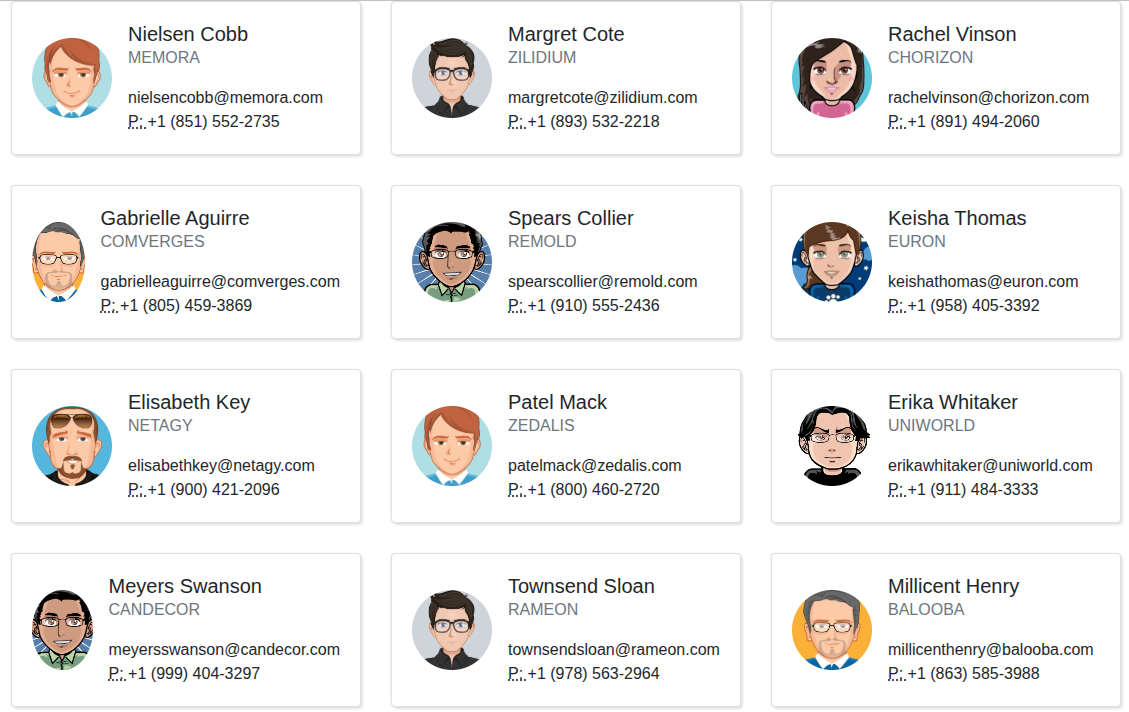 Nielsen Cobb
MEMORA
nielsencobb@memora.com
P: +1 (851) 552-2735
Margret Cote
ZILIDIUM
margretcote@zilidium.com
P: +1 (893) 532-2218
Rachel Vinson
CHORIZON
rachelvinson@chorizon.com
P: +1 (891) 494-2060
Gabrielle Aguirre
COMVERGES
gabrielleaguirre@comverges.com
P: +1 (805) 459-3869
Spears Collier
REMOLD
spearscollier@remold.com
P: +1 (910) 555-2436
Keisha Thomas
EURON
keishathomas@euron.com
P: +1 (958) 405-3392
Elisabeth Key
NETAGY
elisabethkey@netagy.com
P: +1 (900) 421-2096
Patel Mack
ZEDALIS
patelmack@zedalis.com
P: +1 (800) 460-2720
Erika Whitaker
UNIWORLD
erikawhitaker@uniworld.com
P: +1 (911) 484-3333
Meyers Swanson
CANDECOR
meyersswanson@candecor.com
P: +1 (999) 404-3297
Townsend Sloan
RAMEON
townsendsloan@rameon.com
P: +1 (978) 563-2964
Millicent Henry
BALOOBA
millicenthenry@balooba.com
P: +1 (863) 585-3988